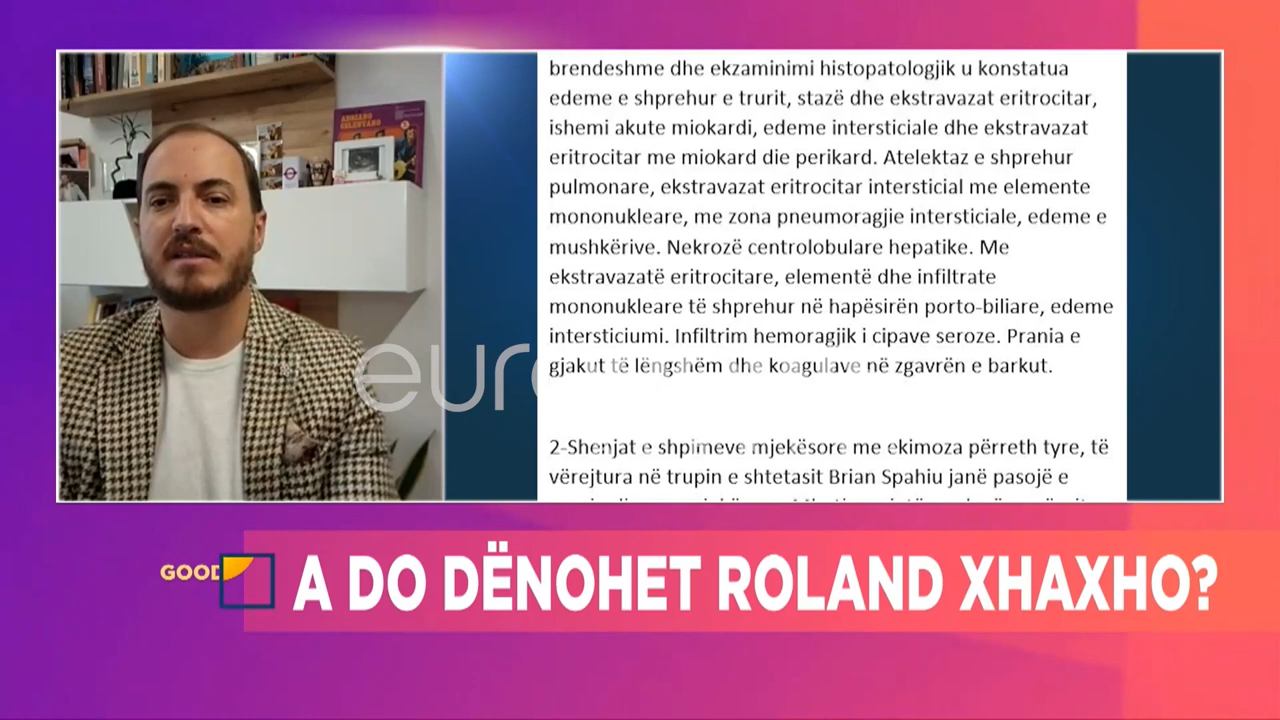 ADRIANO
CELENTANO
brendeshme dhe ekzaminimi histopatologjik u konstatua
edeme e shprehur e trurit, stazë dhe ekstravazat eritrocitar,
ishemi akute miokardi, edeme intersticiale dhe ekstravazat
eritrocitar me miokard die perikard. Atelektaz e shprehur
pulmonare, ekstravazat eritrocitar intersticial me elemente
mononukleare, me zona pneumoragjie intersticiale, edeme e
mushkërive. Nekrozë centrolobulare hepatike. Me
ekstravazatë eritrocitare, elementë dhe infiltrate
mononukleare të shprehur në hapësirën porto-biliare, edeme
intersticiumi. Infiltrim hemoragjik i cipave seroze. Prania e
gjakut të lëngshëm dhe koagulave në zgavrën e barkut.
2-Shenjat e shpimeve mjekësore me ekimoza përreth tyre, të
vërejtura në trupin e shtetasit Brian Spahiu janë pasojë e
euro
GOOD
A DO DËNOHET ROLAND XHAXHO?